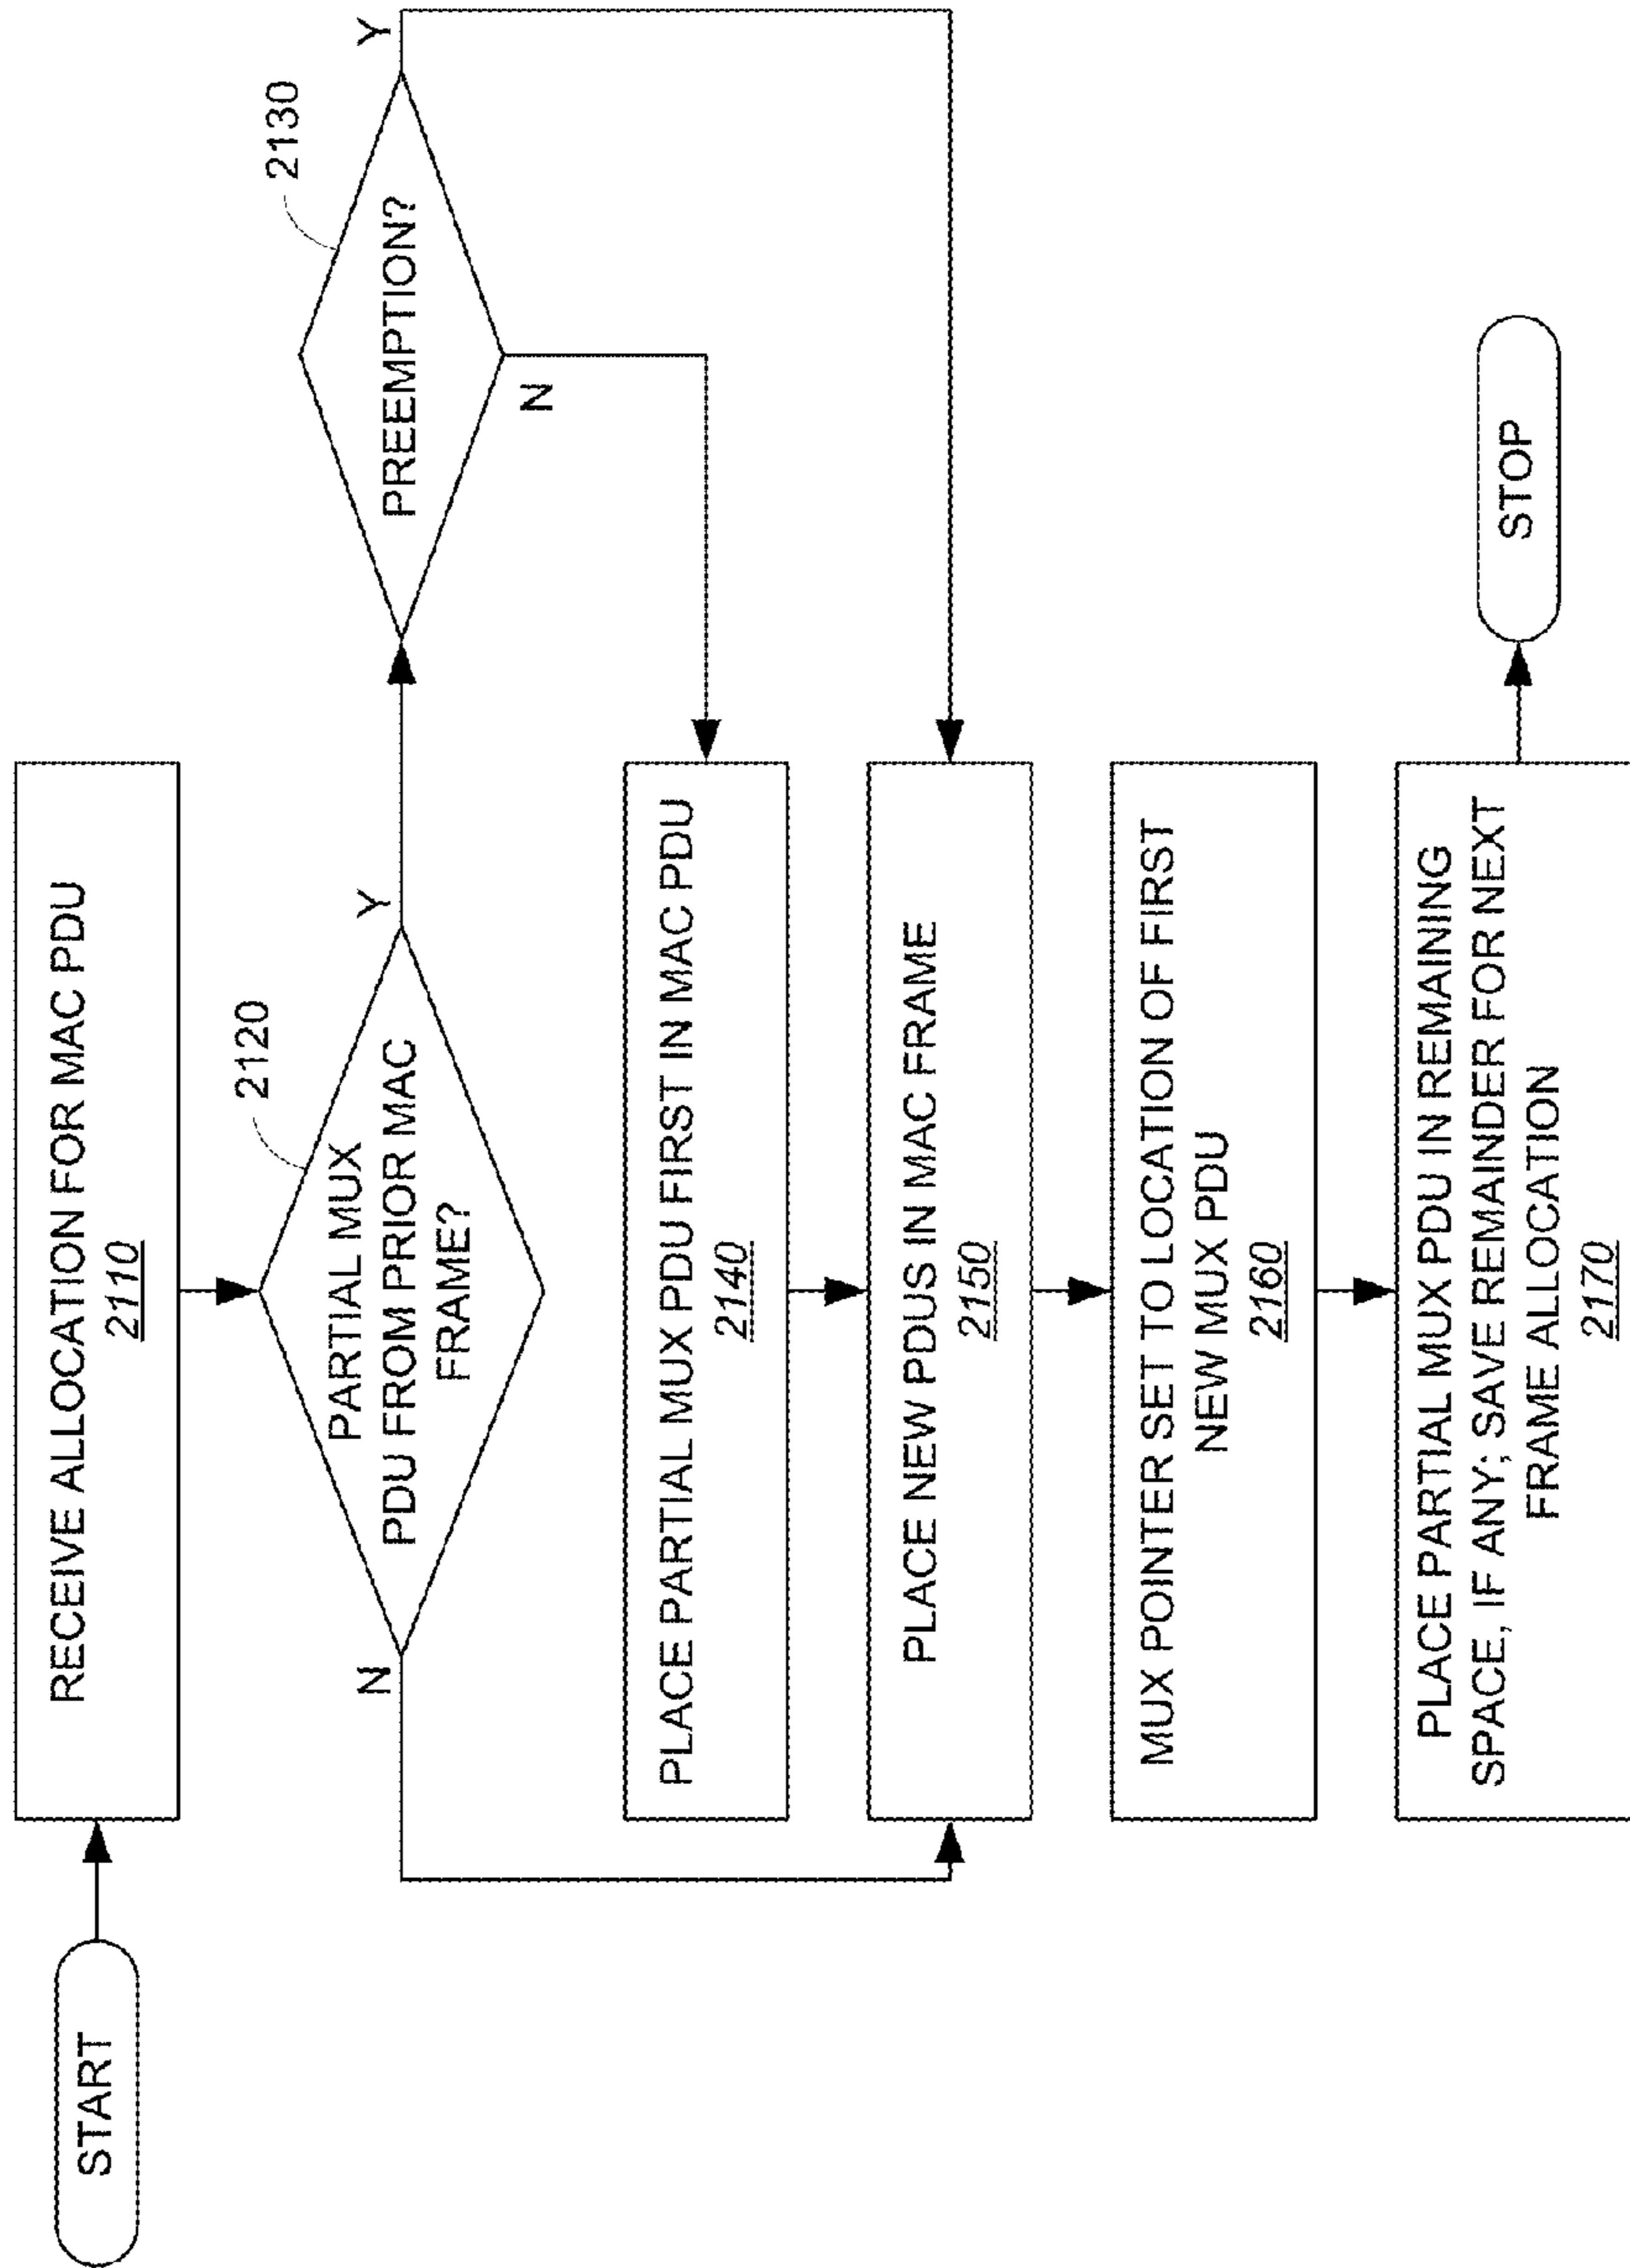 START
RECEIVE ALLOCATION FOR MAC PDU
2110
2120
PARTIAL MUX
PDU FROM PRIOR MAC
FRAME?
N
Y
2130
PREEMPTION?
Y
N
PLACE PARTIAL MUX PDU FIRST IN MAC PDU
2140
PLACE NEW PDUS IN MAC FRAME
2150
MUX POINTER SET TO LOCATION OF FIRST
NEW MUX PDU
2160
PLACE PARTIAL MUX PDU IN REMAINING
SPACE, IF ANY; SAVE REMAINDER FOR NEXT
FRAME ALLOCATION
2170
STOP